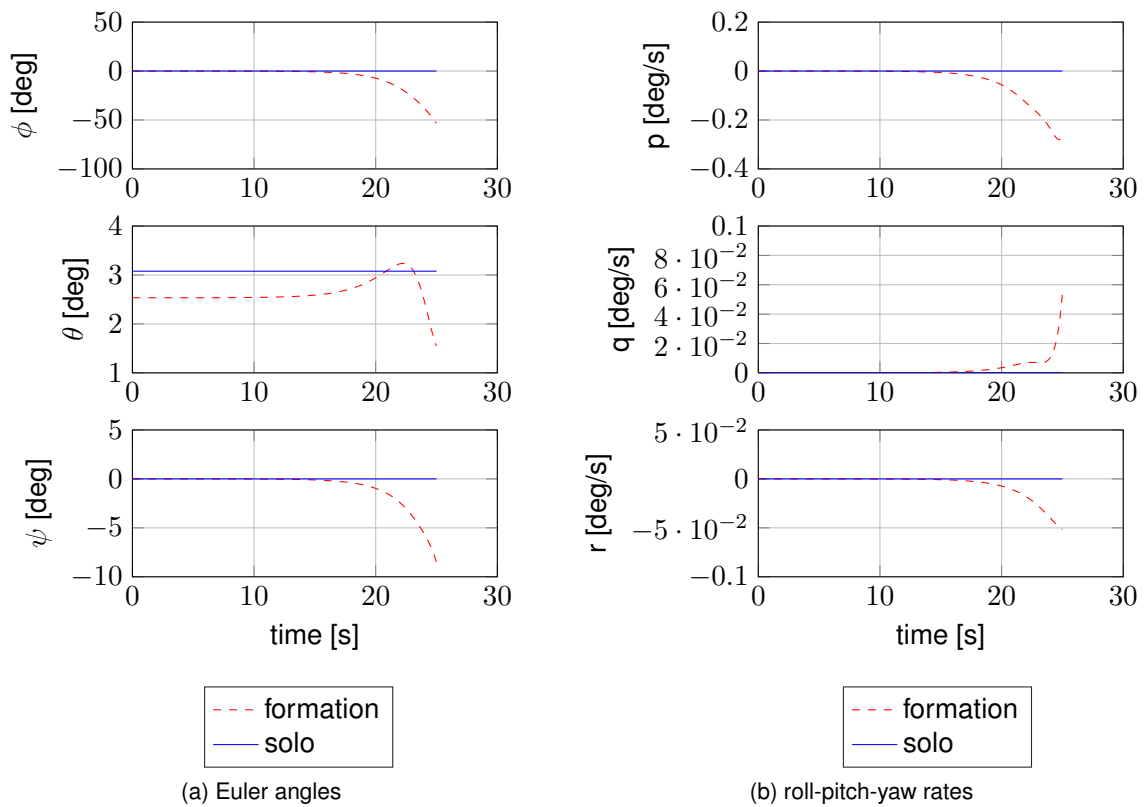 50
0
−50
−100
ϕ [deg]
0 10 20 30
4
3
2
1
θ [deg]
0 10 20 30
5
0
−5
−10
ψ [deg]
0 10 20 30
time [s]
formation
solo
(a) Euler angles
0.2
0
−0.2
−0.4
p [deg/s]
0 10 20 30
0.1
8 · 10⁻²
6 · 10⁻²
4 · 10⁻²
2 · 10⁻²
0
q [deg/s]
0 10 20 30
5 · 10⁻²
0
−5 · 10⁻²
−0.1
r [deg/s]
0 10 20 30
time [s]
formation
solo
(b) roll-pitch-yaw rates